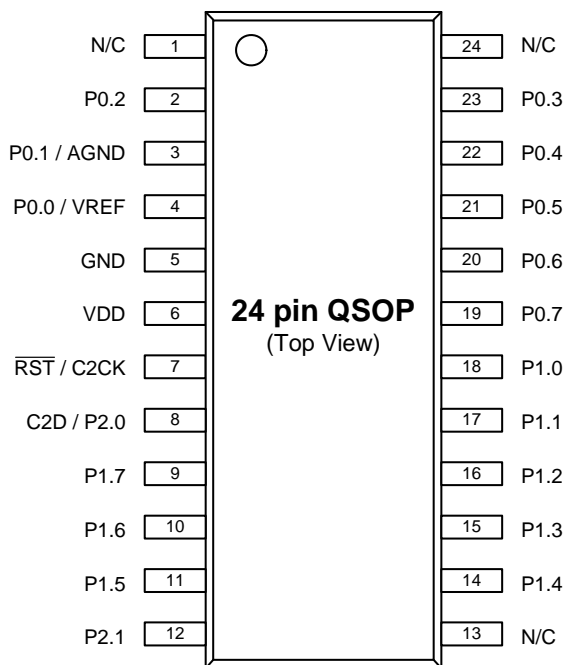 N/C 1 24 N/C
P0.2 2 23 P0.3
P0.1 / AGND 3 22 P0.4
P0.0 / VREF 4 21 P0.5
GND 5 20 P0.6
24 pin QSOP
VDD 6 19 P0.7
(Top View)
RST / C2CK 7 18 P1.0
C2D / P2.0 8 17 P1.1
P1.7 9 16 P1.2
P1.6 10 15 P1.3
P1.5 11 14 P1.4
P2.1 12 13 N/C